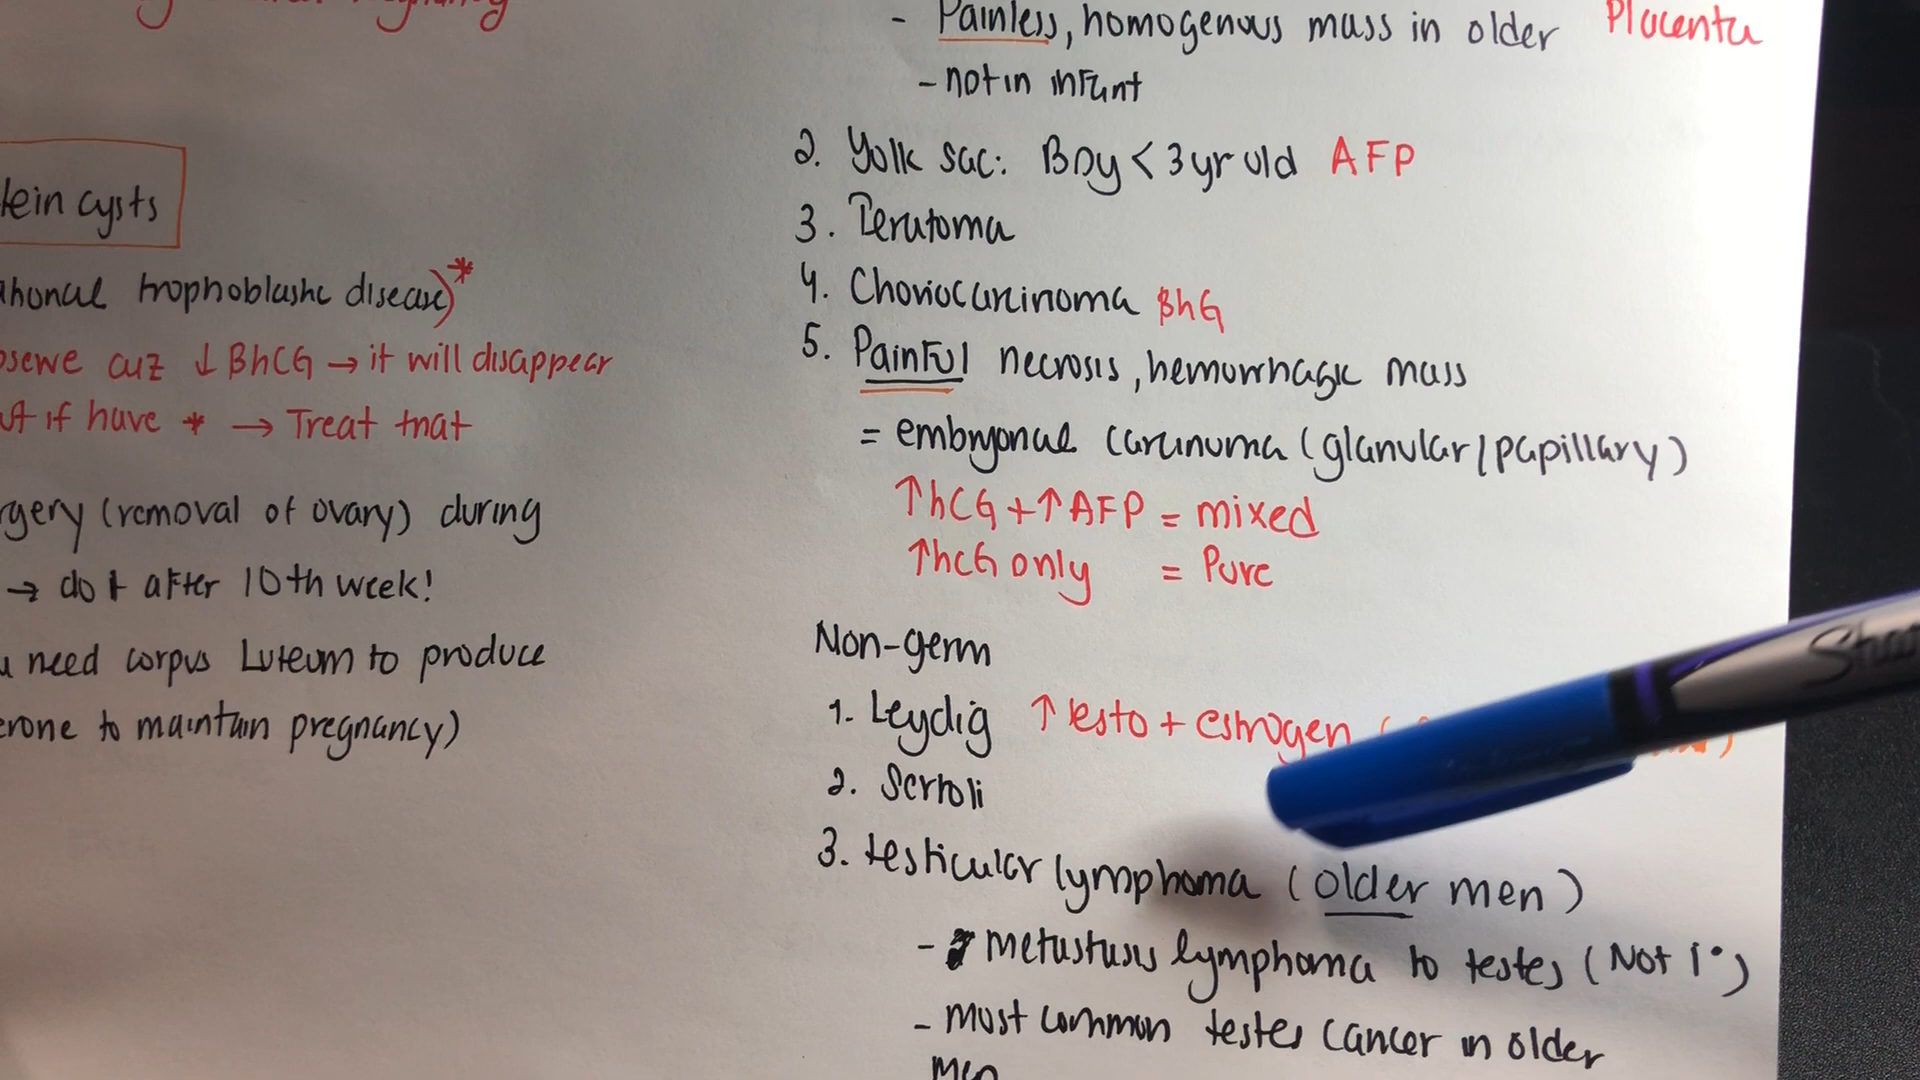 lein cysts
trophoblastic disease)*
cuz ↓ BhCG → it will disappear
if have * → Treat that
(removal of ovary) during
→ do it after 10th week!
need corpus Luteum to produce
to maintain pregnancy)
- Painless, homogenous mass in older Placenta
- not in infant
2. Yolk sac: Boy < 3 yr old AFP
3. Teratoma
4. Choriocarcinoma βhG
5. Painful necrosis, hemorrhagic mass
= embryonal carcinoma (glanular/papillary)
↑hCG + ↑AFP = mixed
↑hCG only = Pure
Non-germ
1. Leydig ↑ testo + estrogen
2. Sertoli
3. testicular lymphoma (older men)
- metastasis lymphoma to testes (Not 1°)
- most common testes cancer in older
men